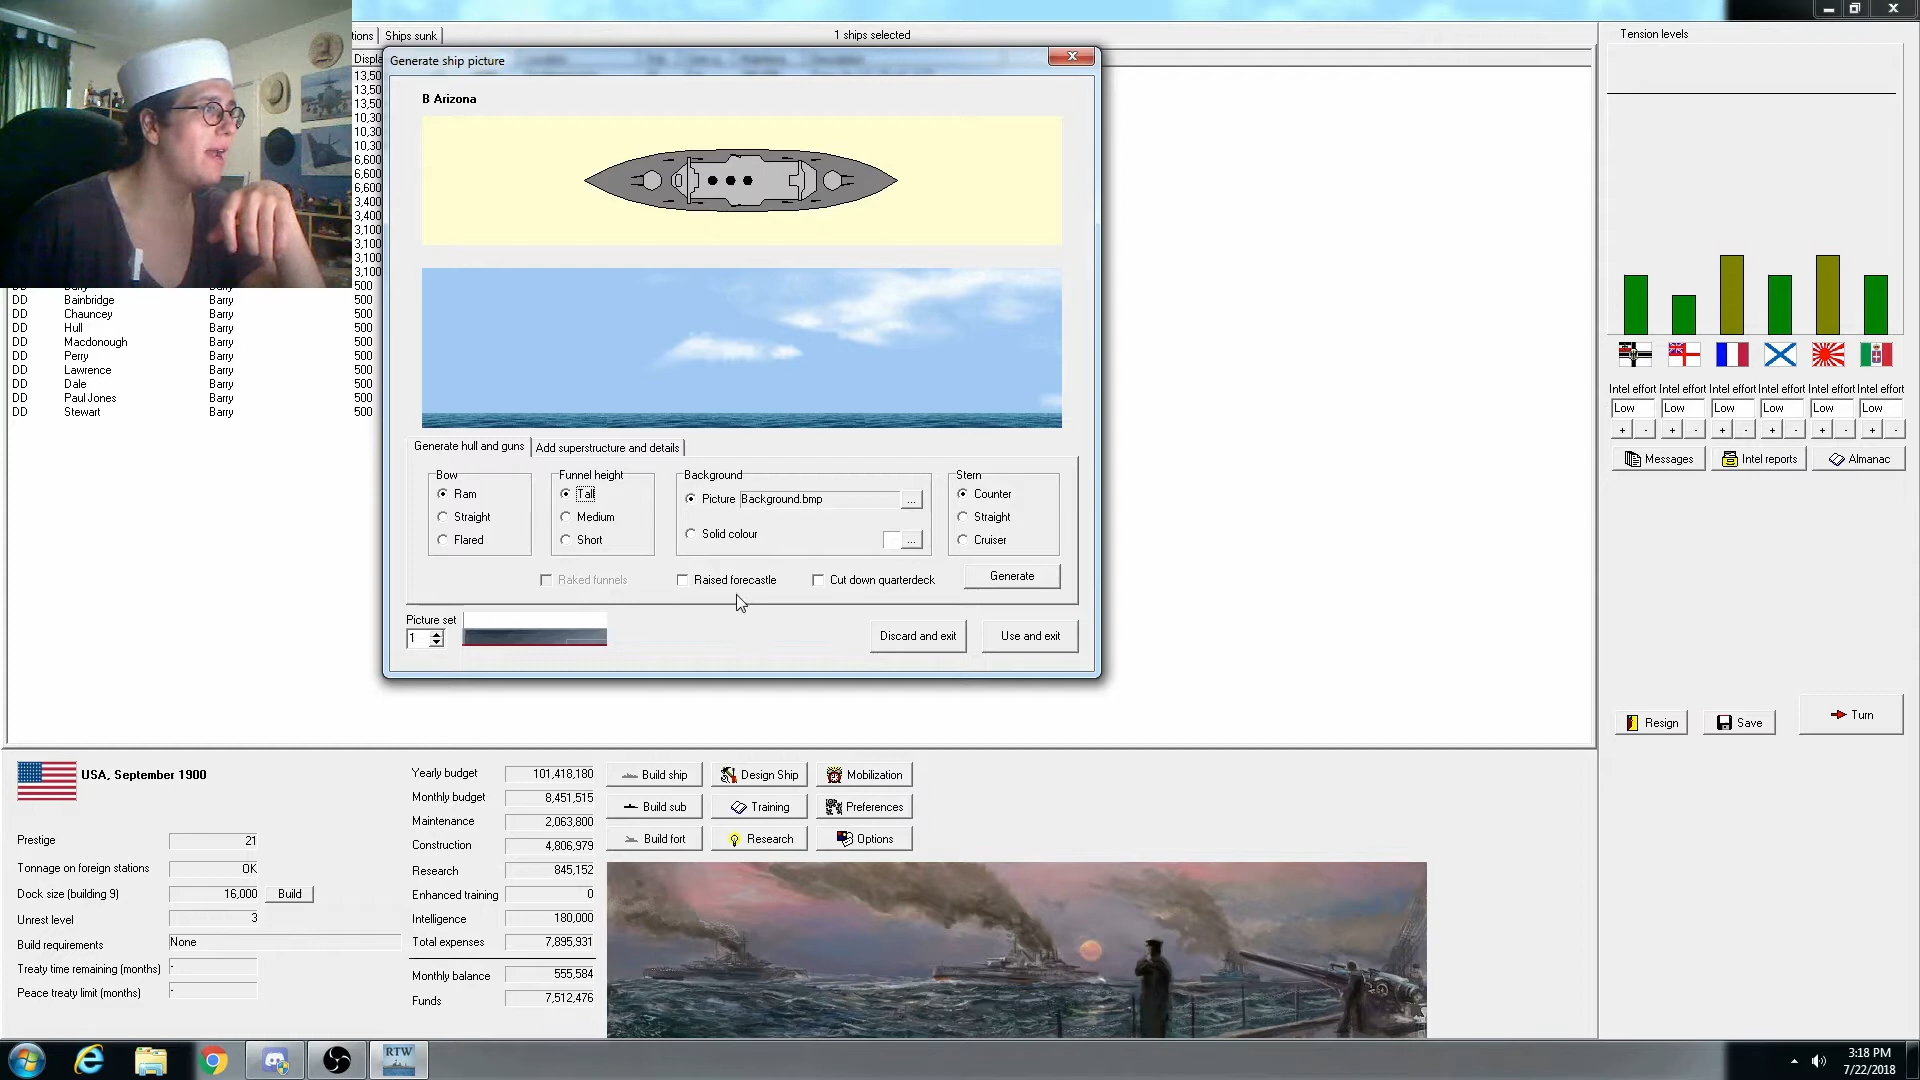 tions
Ships sunk
1 ships selected
Tension levels
Displa
Generate ship picture
13,50
13,50
13,50
10,30
10,30
10,30
6,600
6,600
6,600
3,400
3,400
3,100
3,100
3,100
3,100
B Arizona
500
DD Bainbridge Barry 500
DD Chauncey Barry 500
DD Hull Barry 500
DD Macdonough Barry 500
DD Perry Barry 500
DD Lawrence Barry 500
DD Dale Barry 500
DD Paul Jones Barry 500
DD Stewart Barry 500
Generate hull and guns
Add superstructure and details
Bow
Ram
Straight
Flared
Funnel height
Tall
Medium
Short
Background
Picture Background.bmp ...
Solid colour ...
Stern
Counter
Straight
Cruiser
Raked funnels
Raised forecastle
Cut down quarterdeck
Generate
Picture set
1
Discard and exit
Use and exit
Intel effort Intel effort Intel effort Intel effort Intel effort Intel effort
Low Low Low Low Low Low
+ - + - + - + - + - + -
Messages
Intel reports
Almanac
Resign
Save
Turn
USA, September 1900
Prestige 21
Tonnage on foreign stations OK
Dock size (building 9) 16,000 Build
Unrest level 3
Build requirements None
Treaty time remaining (months) -
Peace treaty limit (months) -
Yearly budget 101,418,180
Monthly budget 8,451,515
Maintenance 2,063,800
Construction 4,806,979
Research 845,152
Enhanced training 0
Intelligence 180,000
Total expenses 7,895,931
Monthly balance 555,584
Funds 7,512,476
Build ship
Design Ship
Mobilization
Build sub
Training
Preferences
Build fort
Research
Options
RTW
3:18 PM
7/22/2018